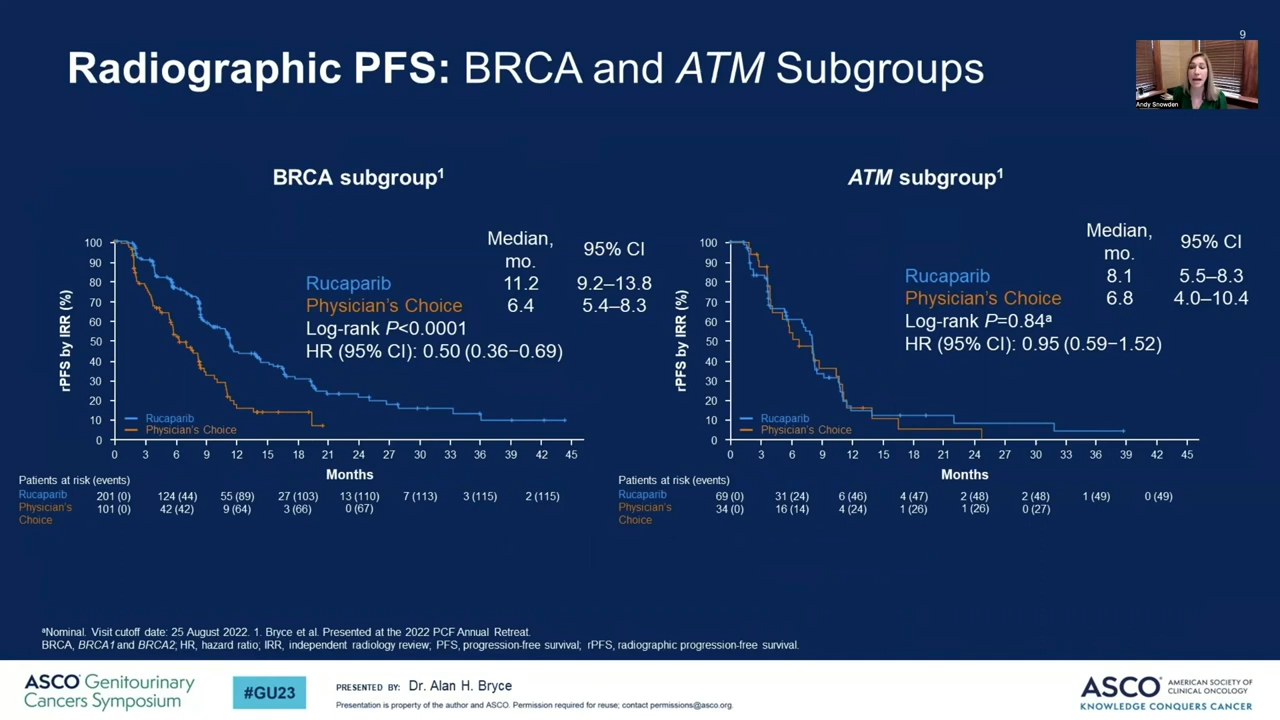 9
Radiographic PFS: BRCA and ATM Subgroups
Andy Snowden
BRCA subgroup¹
Median, mo.
95% CI
Rucaparib 11.2 9.2–13.8
Physician's Choice 6.4 5.4–8.3
Log-rank P<0.0001
HR (95% CI): 0.50 (0.36–0.69)
rPFS by IRR (%)
100
90
80
70
60
50
40
30
20
10
0
Rucaparib
Physician's Choice
0 3 6 9 12 15 18 21 24 27 30 33 36 39 42 45
Months
Patients at risk (events)
Rucaparib 201 (0) 124 (44) 55 (89) 27 (103) 13 (110) 7 (113) 3 (115) 2 (115)
Physician's Choice 101 (0) 42 (42) 9 (64) 3 (66) 0 (67)
ATM subgroup¹
Median, mo.
95% CI
Rucaparib 8.1 5.5–8.3
Physician's Choice 6.8 4.0–10.4
Log-rank P=0.84ᵃ
HR (95% CI): 0.95 (0.59–1.52)
rPFS by IRR (%)
100
90
80
70
60
50
40
30
20
10
0
Rucaparib
Physician's Choice
0 3 6 9 12 15 18 21 24 27 30 33 36 39 42 45
Months
Patients at risk (events)
Rucaparib 69 (0) 31 (24) 6 (46) 4 (47) 2 (48) 2 (48) 1 (49) 0 (49)
Physician's Choice 34 (0) 16 (14) 4 (24) 1 (26) 1 (26) 0 (27)
ᵃNominal. Visit cutoff date: 25 August 2022. 1. Bryce et al. Presented at the 2022 PCF Annual Retreat.
BRCA, BRCA1 and BRCA2; HR, hazard ratio; IRR, independent radiology review; PFS, progression-free survival; rPFS, radiographic progression-free survival.
ASCO Genitourinary
Cancers Symposium
#GU23
PRESENTED BY: Dr. Alan H. Bryce
Presentation is property of the author and ASCO. Permission required for reuse; contact permissions@asco.org.
ASCO AMERICAN SOCIETY OF
CLINICAL ONCOLOGY
KNOWLEDGE CONQUERS CANCER